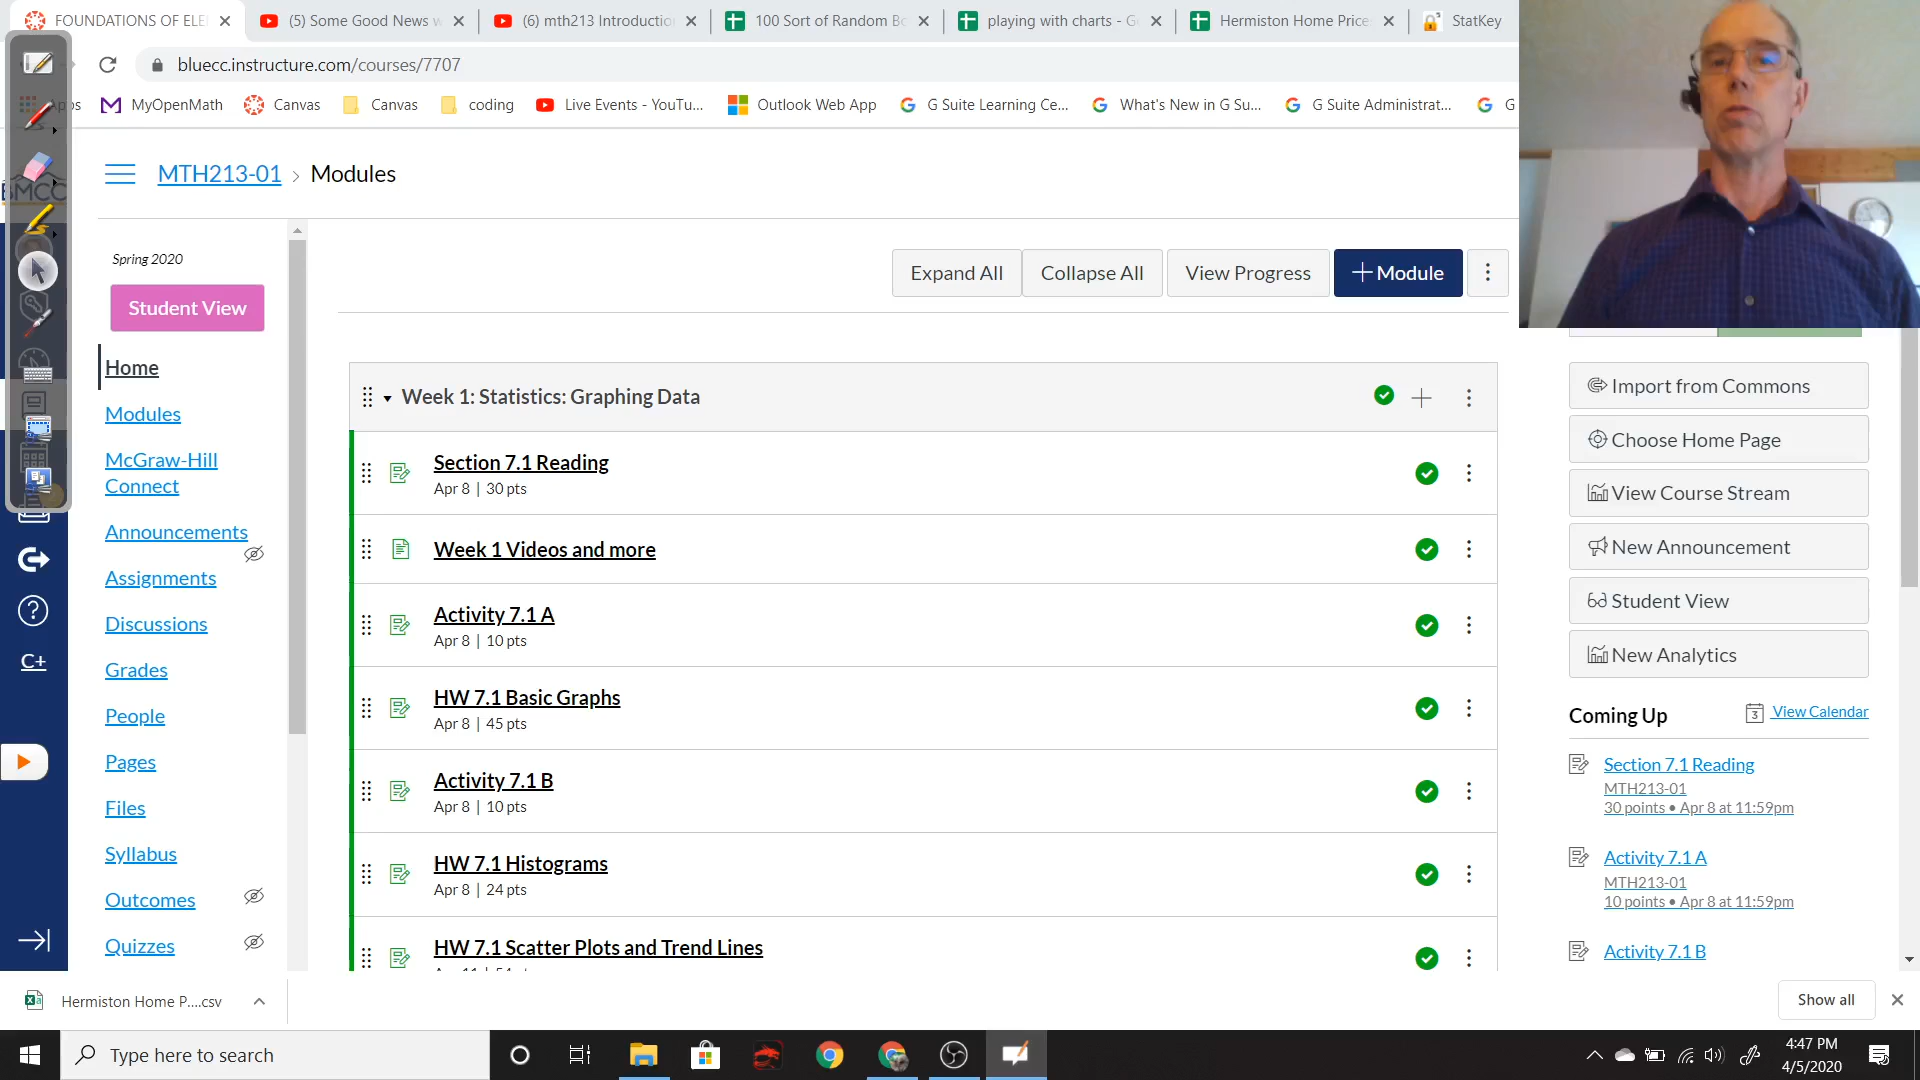 FOUNDATIONS OF ELE
(5) Some Good News w
(6) mth213 Introductio
100 Sort of Random Bo
playing with charts - G
Hermiston Home Price
StatKey
bluecc.instructure.com/courses/7707
Apps
MyOpenMath
Canvas
Canvas
coding
Live Events - YouTu...
Outlook Web App
G Suite Learning Ce...
What's New in G Su...
G Suite Administrat...
G
BMCC
MTH213-01 › Modules
Spring 2020
Student View
Home
Modules
McGraw-Hill
Connect
Announcements
Assignments
Discussions
Grades
People
Pages
Files
Syllabus
Outcomes
Quizzes
C+
Expand All
Collapse All
View Progress
+ Module
Week 1: Statistics: Graphing Data
Section 7.1 Reading
Apr 8 | 30 pts
Week 1 Videos and more
Activity 7.1 A
Apr 8 | 10 pts
HW 7.1 Basic Graphs
Apr 8 | 45 pts
Activity 7.1 B
Apr 8 | 10 pts
HW 7.1 Histograms
Apr 8 | 24 pts
HW 7.1 Scatter Plots and Trend Lines
Import from Commons
Choose Home Page
View Course Stream
New Announcement
Student View
New Analytics
Coming Up
3 View Calendar
Section 7.1 Reading
MTH213-01
30 points • Apr 8 at 11:59pm
Activity 7.1 A
MTH213-01
10 points • Apr 8 at 11:59pm
Activity 7.1 B
Hermiston Home P....csv
Show all
Type here to search
4:47 PM
4/5/2020